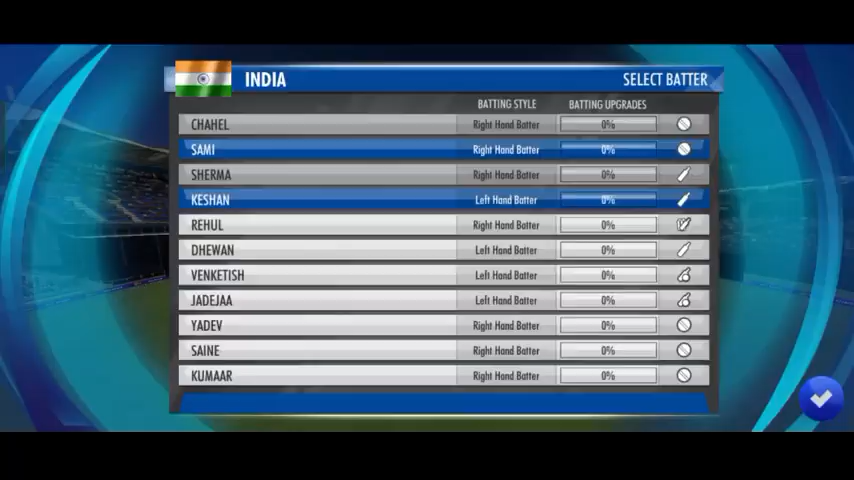 INDIA SELECT BATTER
BATTING STYLE BATTING UPGRADES
CHAHEL Right Hand Batter 0%
SAMI Right Hand Batter 0%
SHERMA Right Hand Batter 0%
KESHAN Left Hand Batter 0%
REHUL Right Hand Batter 0%
DHEWAN Left Hand Batter 0%
VENKETISH Left Hand Batter 0%
JADEJAA Left Hand Batter 0%
YADEV Right Hand Batter 0%
SAINE Right Hand Batter 0%
KUMAAR Right Hand Batter 0%